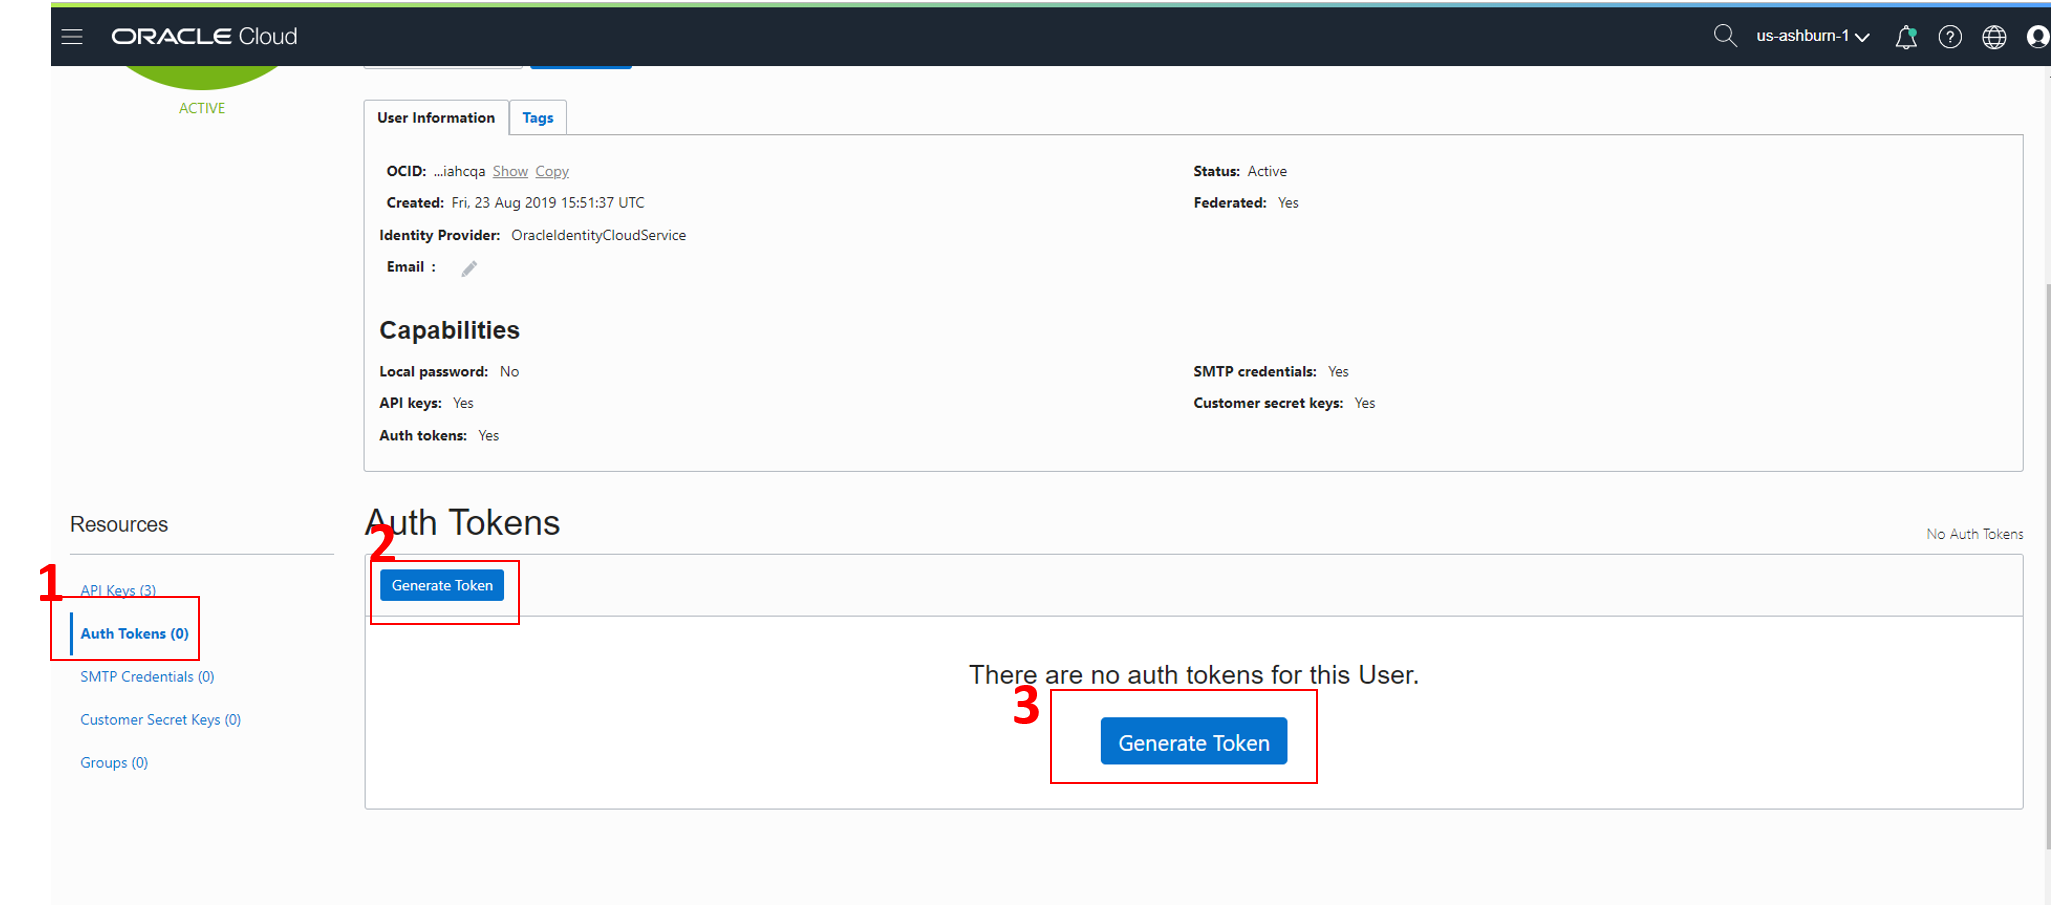 ORACLE Cloud
us-ashburn-1
ACTIVE
User Information Tags
OCID: ...iahcqa Show Copy
Status: Active
Created: Fri, 23 Aug 2019 15:51:37 UTC
Federated: Yes
Identity Provider: OracleIdentityCloudService
Email :
Capabilities
Local password: No
SMTP credentials: Yes
API keys: Yes
Customer secret keys: Yes
Auth tokens: Yes
Resources
Auth Tokens
No Auth Tokens
1
API Keys (3)
Auth Tokens (0)
SMTP Credentials (0)
Customer Secret Keys (0)
Groups (0)
2
Generate Token
There are no auth tokens for this User.
3
Generate Token